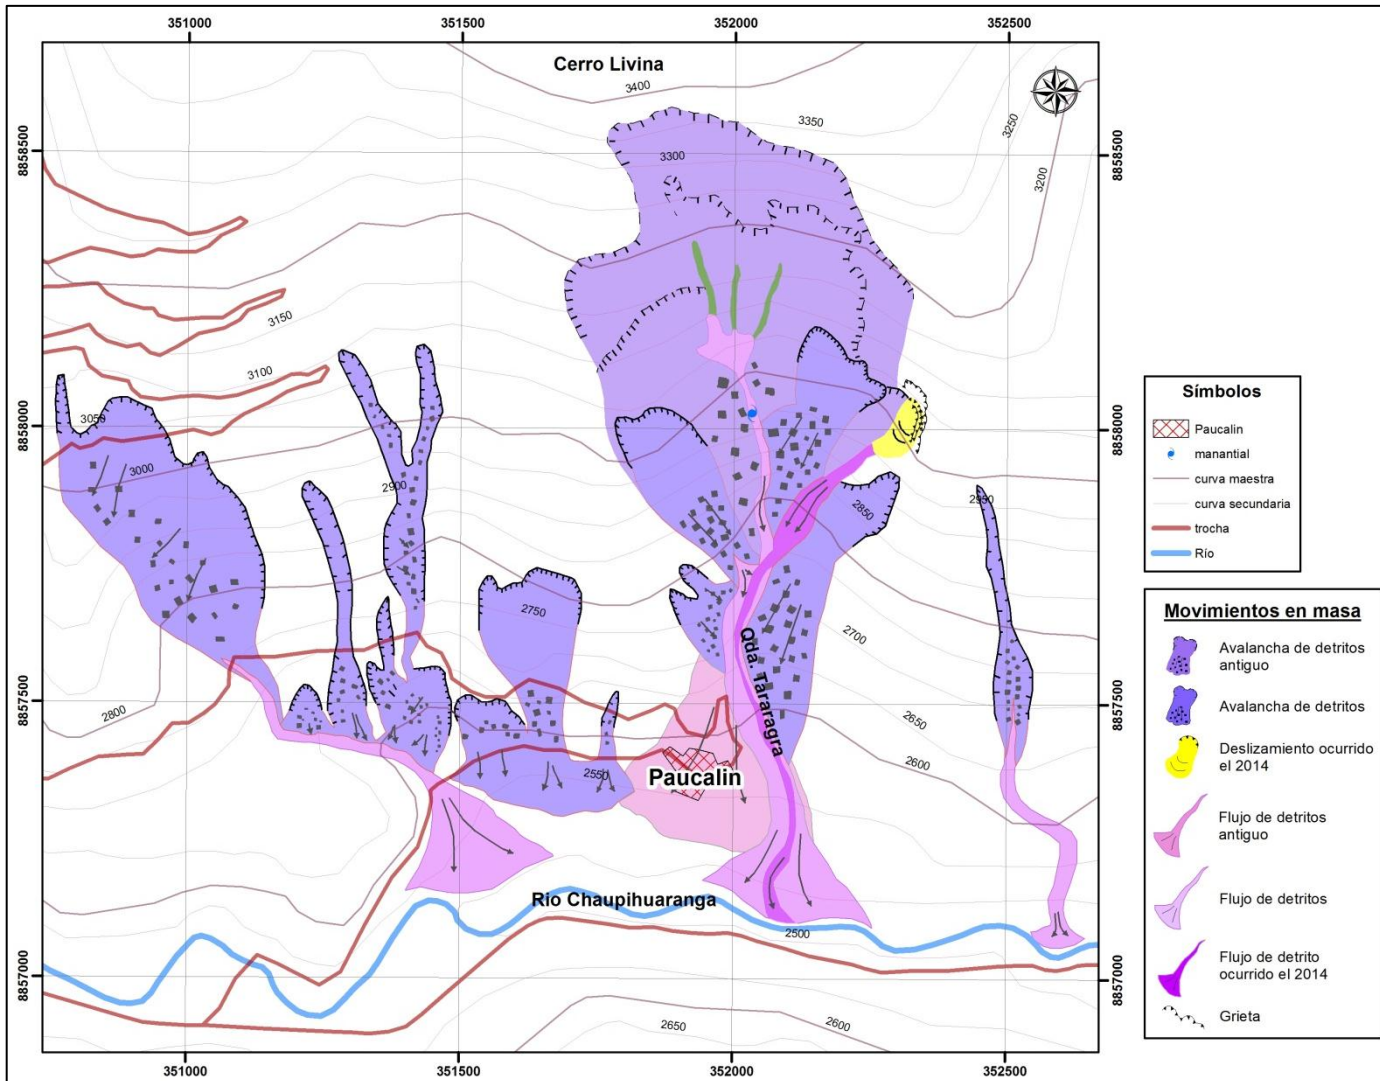 351000
351500
352000
352500
Cerro Livina
3400
3350
3300
3250
3200
8858500
8858500
3150
3100
3050
3000
2900
2950
2850
8858000
8858000
2750
2700
2800
2650
2600
2550
8857500
8857500
Qda. Tararagra
Paucalin
Río Chaupihuaranga
2500
8857000
8857000
2650
2600
351000
351500
352000
352500
Símbolos
Paucalin
manantial
curva maestra
curva secundaria
trocha
Río
Movimientos en masa
Avalancha de detritos
antiguo
Avalancha de detritos
Deslizamiento ocurrido
el 2014
Flujo de detritos
antiguo
Flujo de detritos
Flujo de detrito
ocurrido el 2014
Grieta